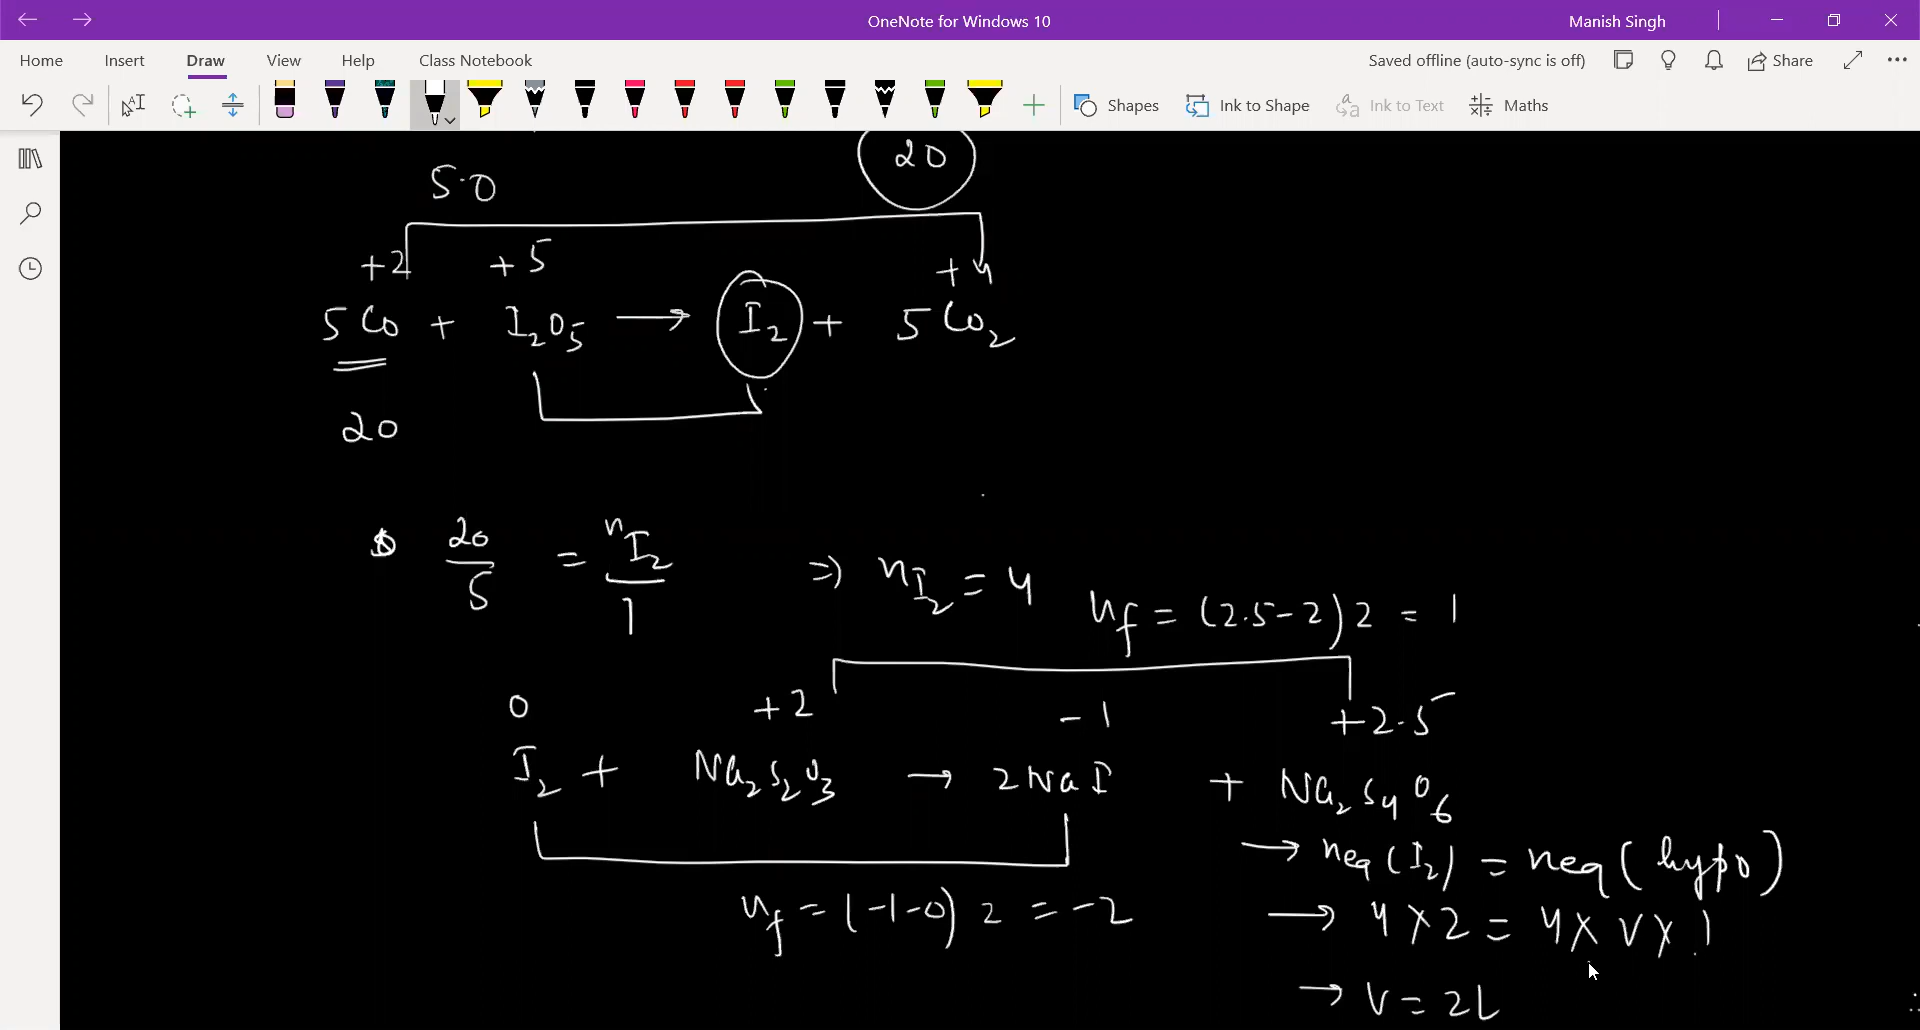 OneNote for Windows 10
Manish Singh
Home Insert Draw View Help Class Notebook
Saved offline (auto-sync is off) Share
Shapes Ink to Shape Ink to Text Maths
20
5.0
+2 +5 +4
5CO + I₂O₅ → I₂ + 5CO₂
20
20/5 = nI₂/1 ⇒ nI₂ = 4
nf = (2.5-2)2 = 1
0 +2 -1 +2.5
I₂ + Na₂S₂O₃ → 2NaI + Na₂S₄O₆
→ neq(I₂) = neq(hypo)
nf = (-1-0)2 = -2
→ 4×2 = 4×V×1
→ V = 2L